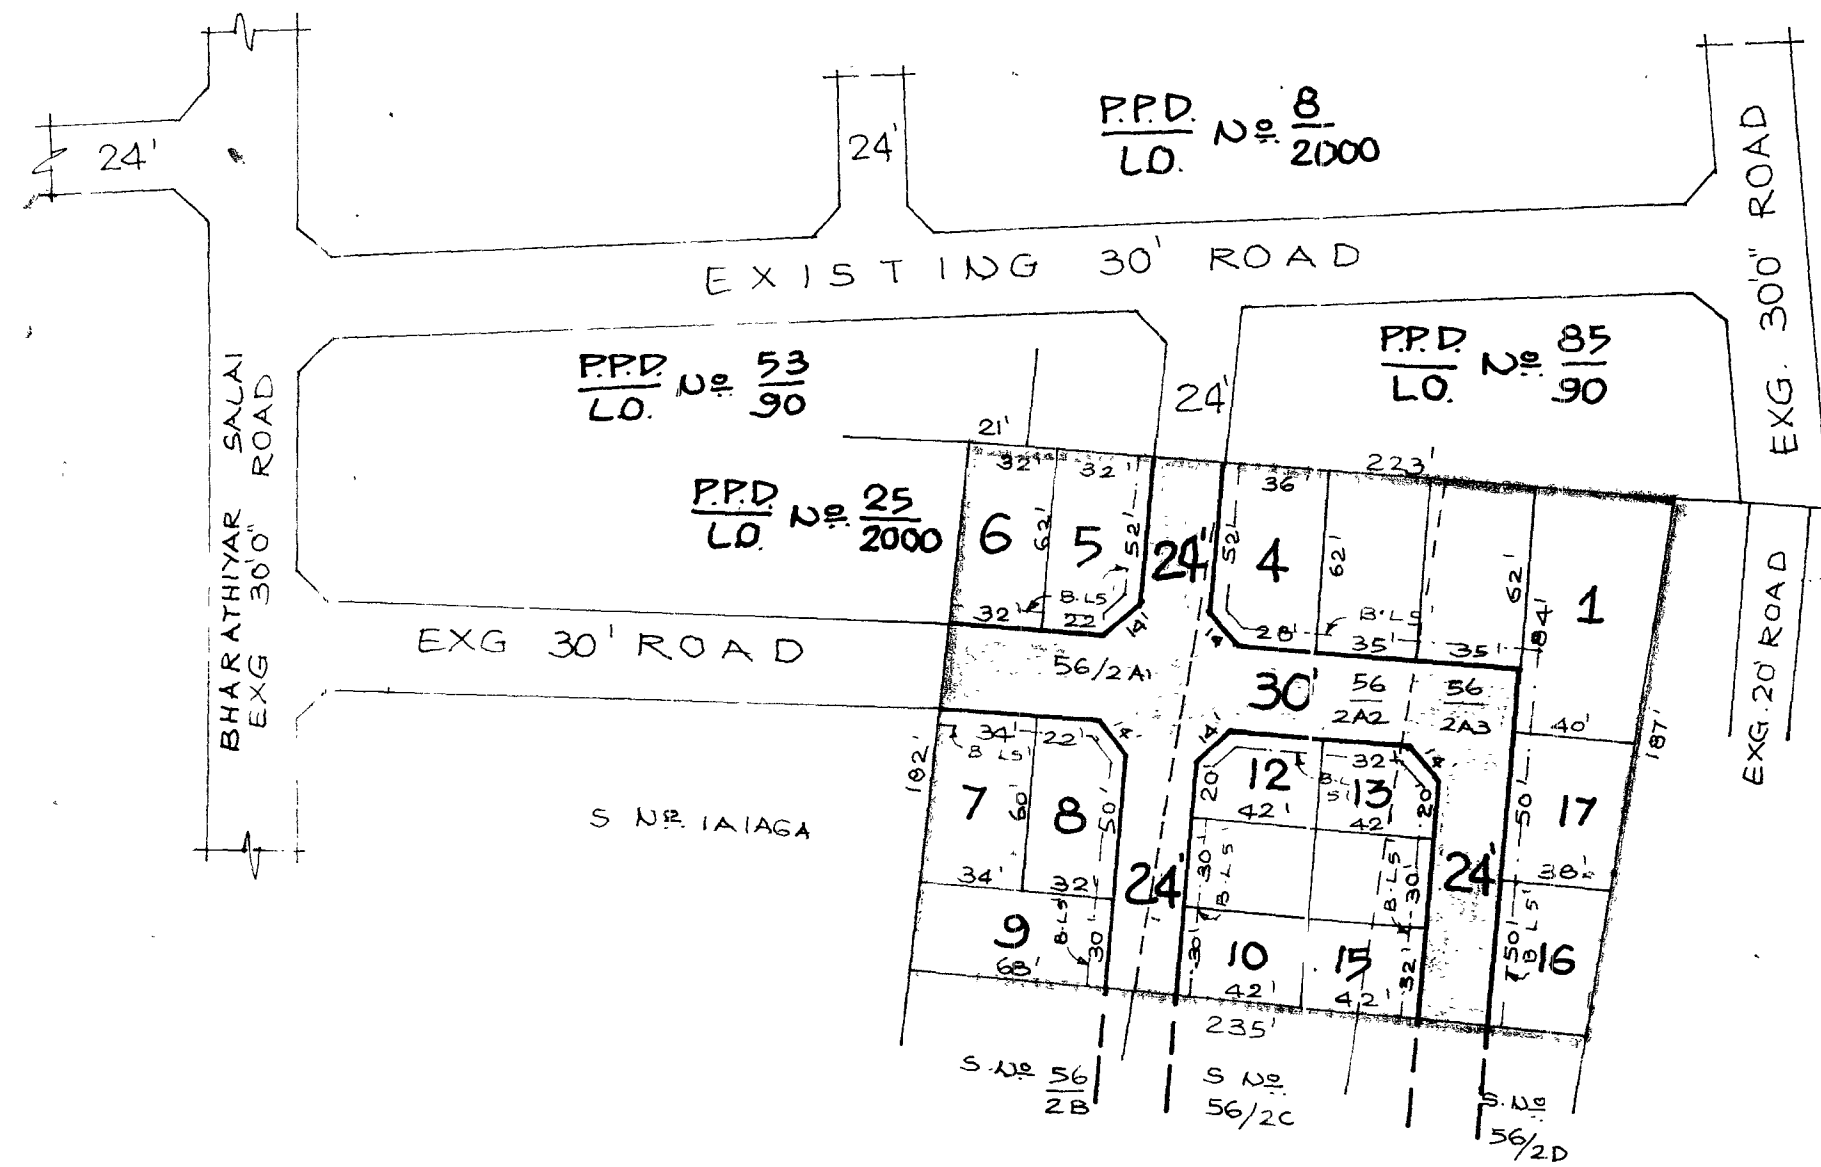 24'
24'
P.P.D. / L.O. Nº 8 / 2000
EXISTING 30' ROAD
EXG. 30'0" ROAD
BHARATHIYAR SALAI
EXG 30'0" ROAD
P.P.D. / L.O. Nº 53 / 90
24'
P.P.D. / L.O. Nº 85 / 90
P.P.D. / L.O. Nº 25 / 2000
21'
223'
32'
32'
36'
6
62'
5
52'
24'
52'
4
62'
62'
1
84'
B.L5
32'
22
14'
14'
28'
B.L5
35'
35'
EXG 30' ROAD
56/2A1
30'
56 / 2A2
56 / 2A3
40'
187'
EXG. 20' ROAD
182'
34'
22'
B L5'
14'
14'
32'
7
60'
8
50'
20'
12
B.L 5'
13
20'
50'
17
42'
42'
S Nº 1A1A6A
34'
32'
24'
30'
B.L5'
B.L5'
30'
24'
38'
9
B.L5'
30'
68'
30'
10
42'
15
42'
32'
50'
B L5'
16
235'
S.Nº 56 / 2B
S Nº
56/2C
S.Nº
56/2D